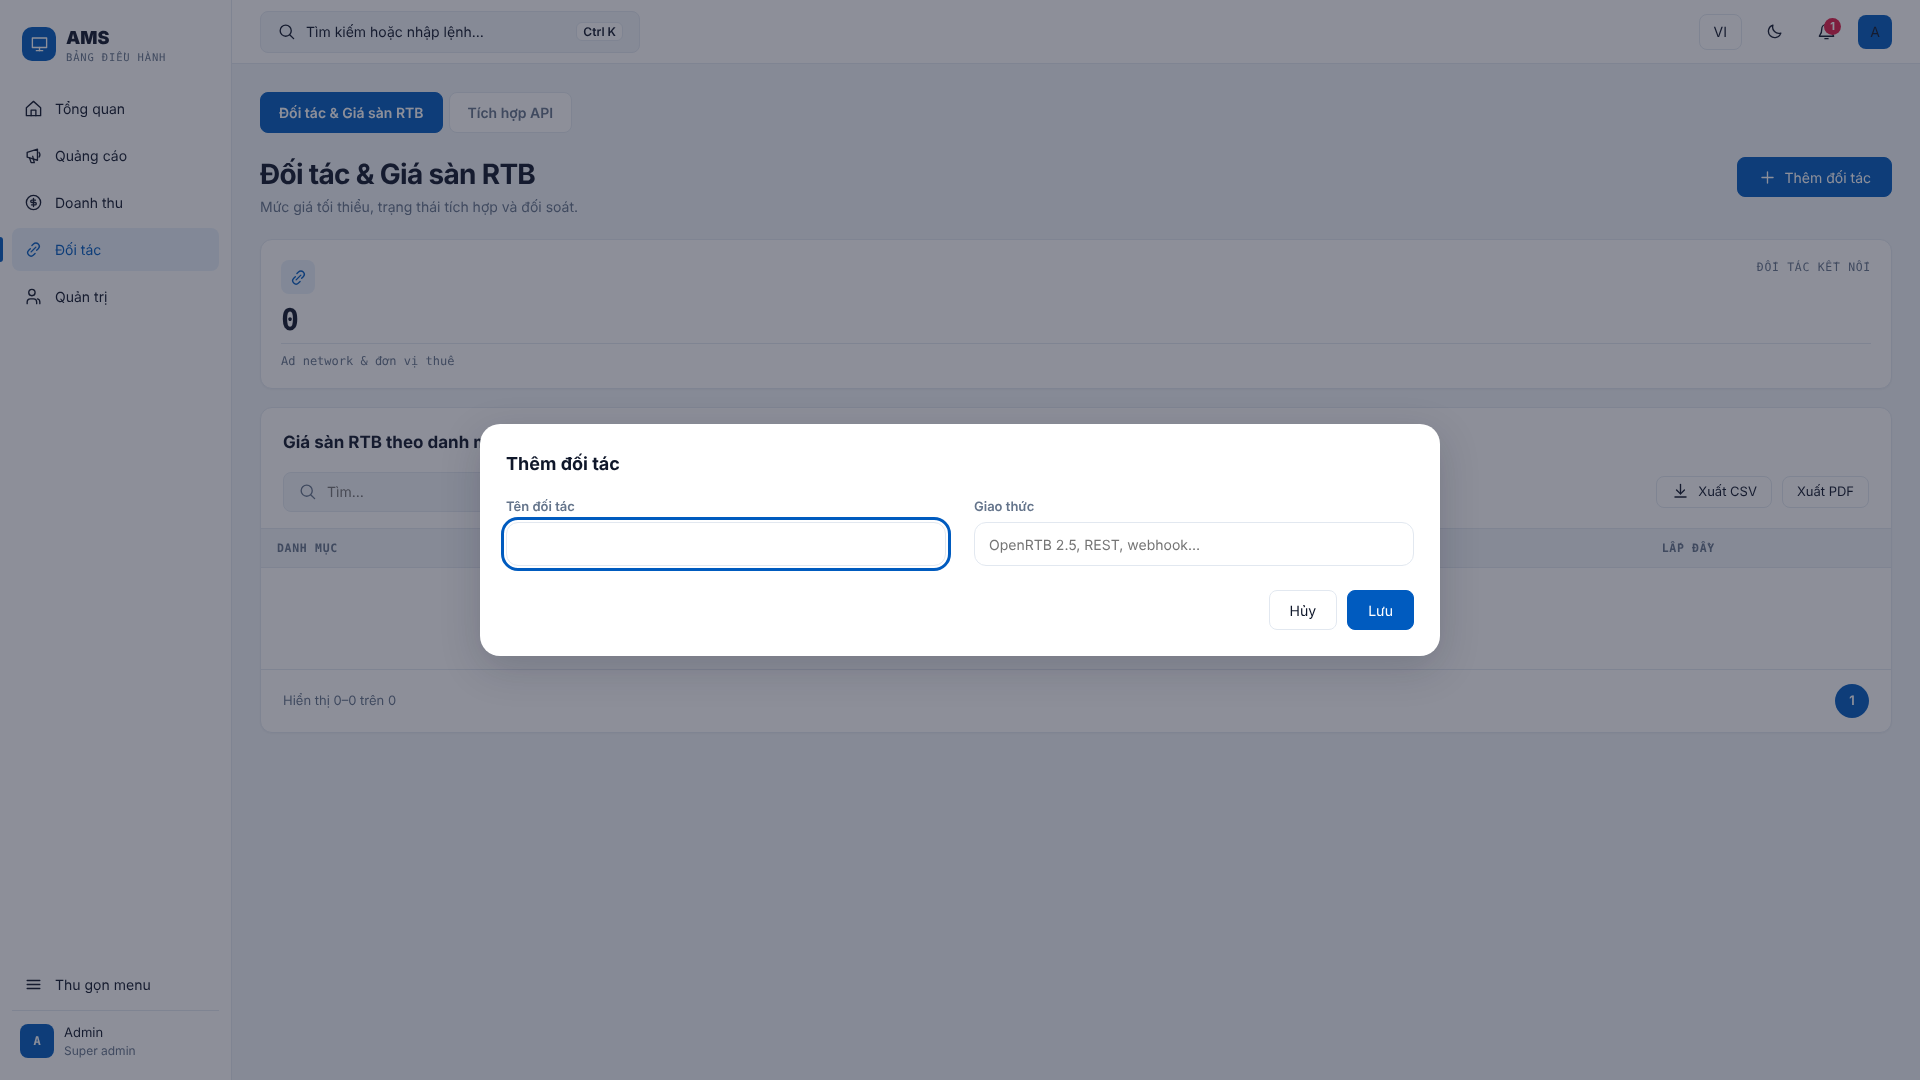 AMS
BẢNG ĐIỀU HÀNH
Tìm kiếm hoặc nhập lệnh...
Ctrl K
VI
1
A
Tổng quan
Quảng cáo
Doanh thu
Đối tác
Quản trị
Đối tác & Giá sàn RTB
Tích hợp API
Đối tác & Giá sàn RTB
Mức giá tối thiểu, trạng thái tích hợp và đối soát.
Thêm đối tác
ĐỐI TÁC KẾT NỐI
0
Ad network & đơn vị thuê
Giá sàn RTB theo danh
Tìm...
Xuất CSV
Xuất PDF
DANH MỤC
LẤP ĐẦY
Thêm đối tác
Tên đối tác
Giao thức
OpenRTB 2.5, REST, webhook...
Hủy
Lưu
Hiển thị 0–0 trên 0
1
Thu gọn menu
A
Admin
Super admin